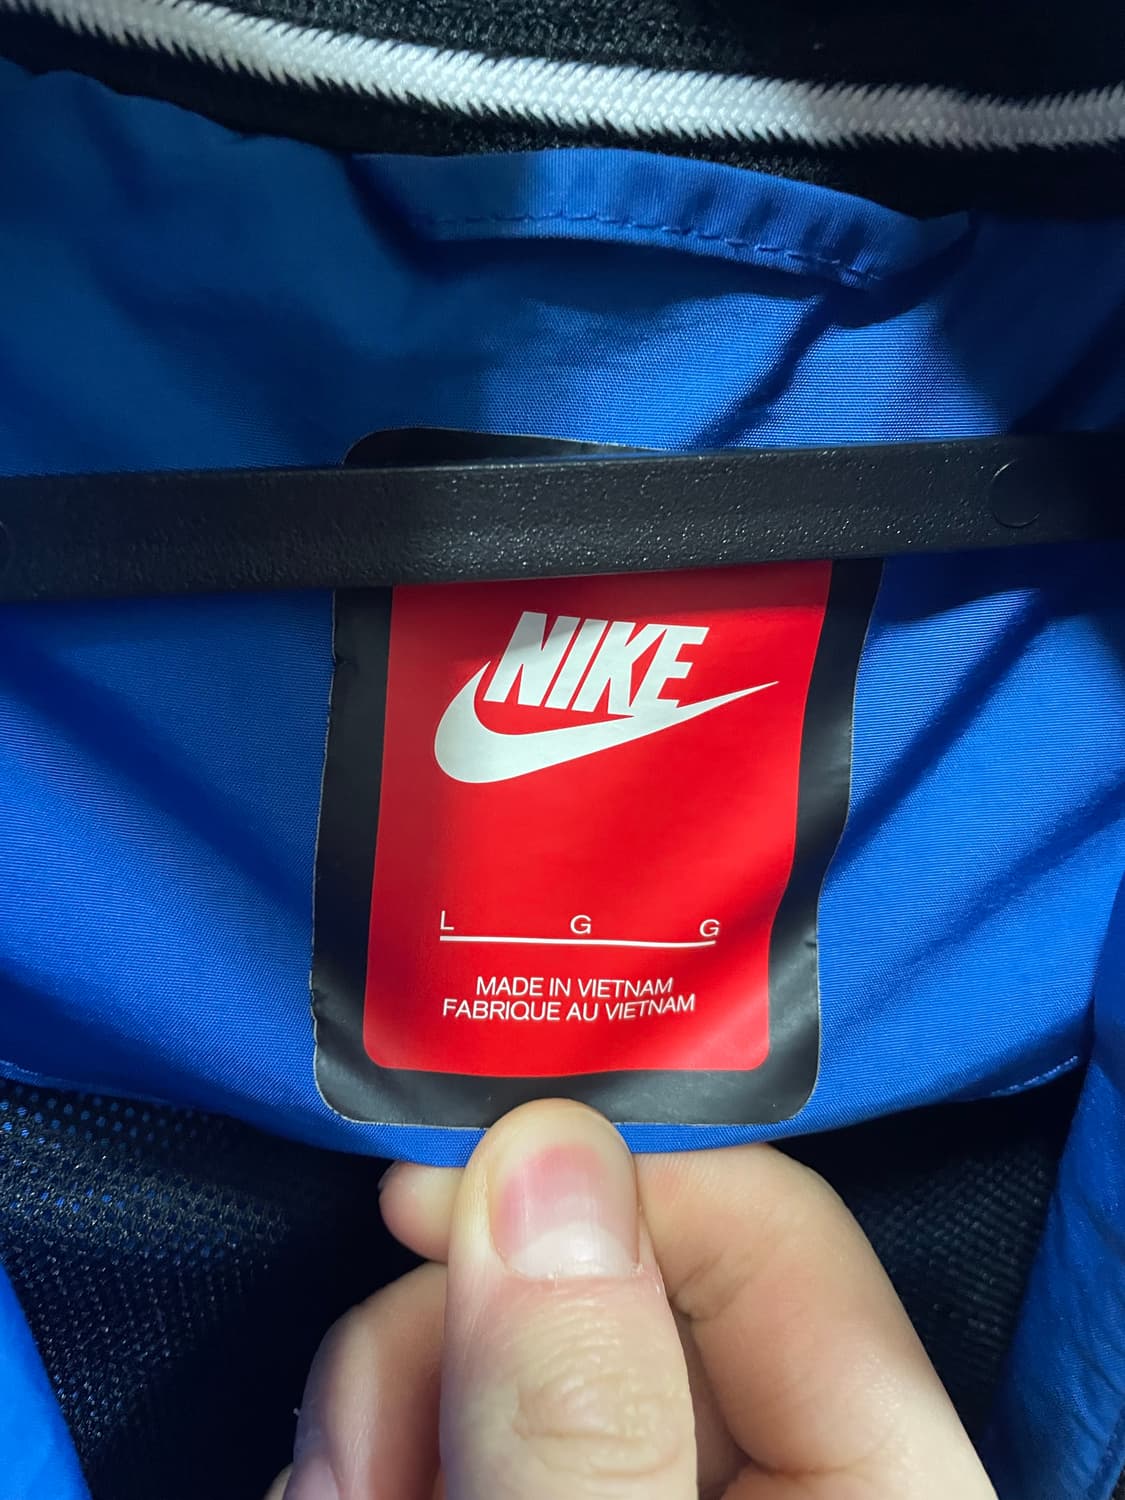 NIKE
L G G
MADE IN VIETNAM
FABRIQUE AU VIETNAM